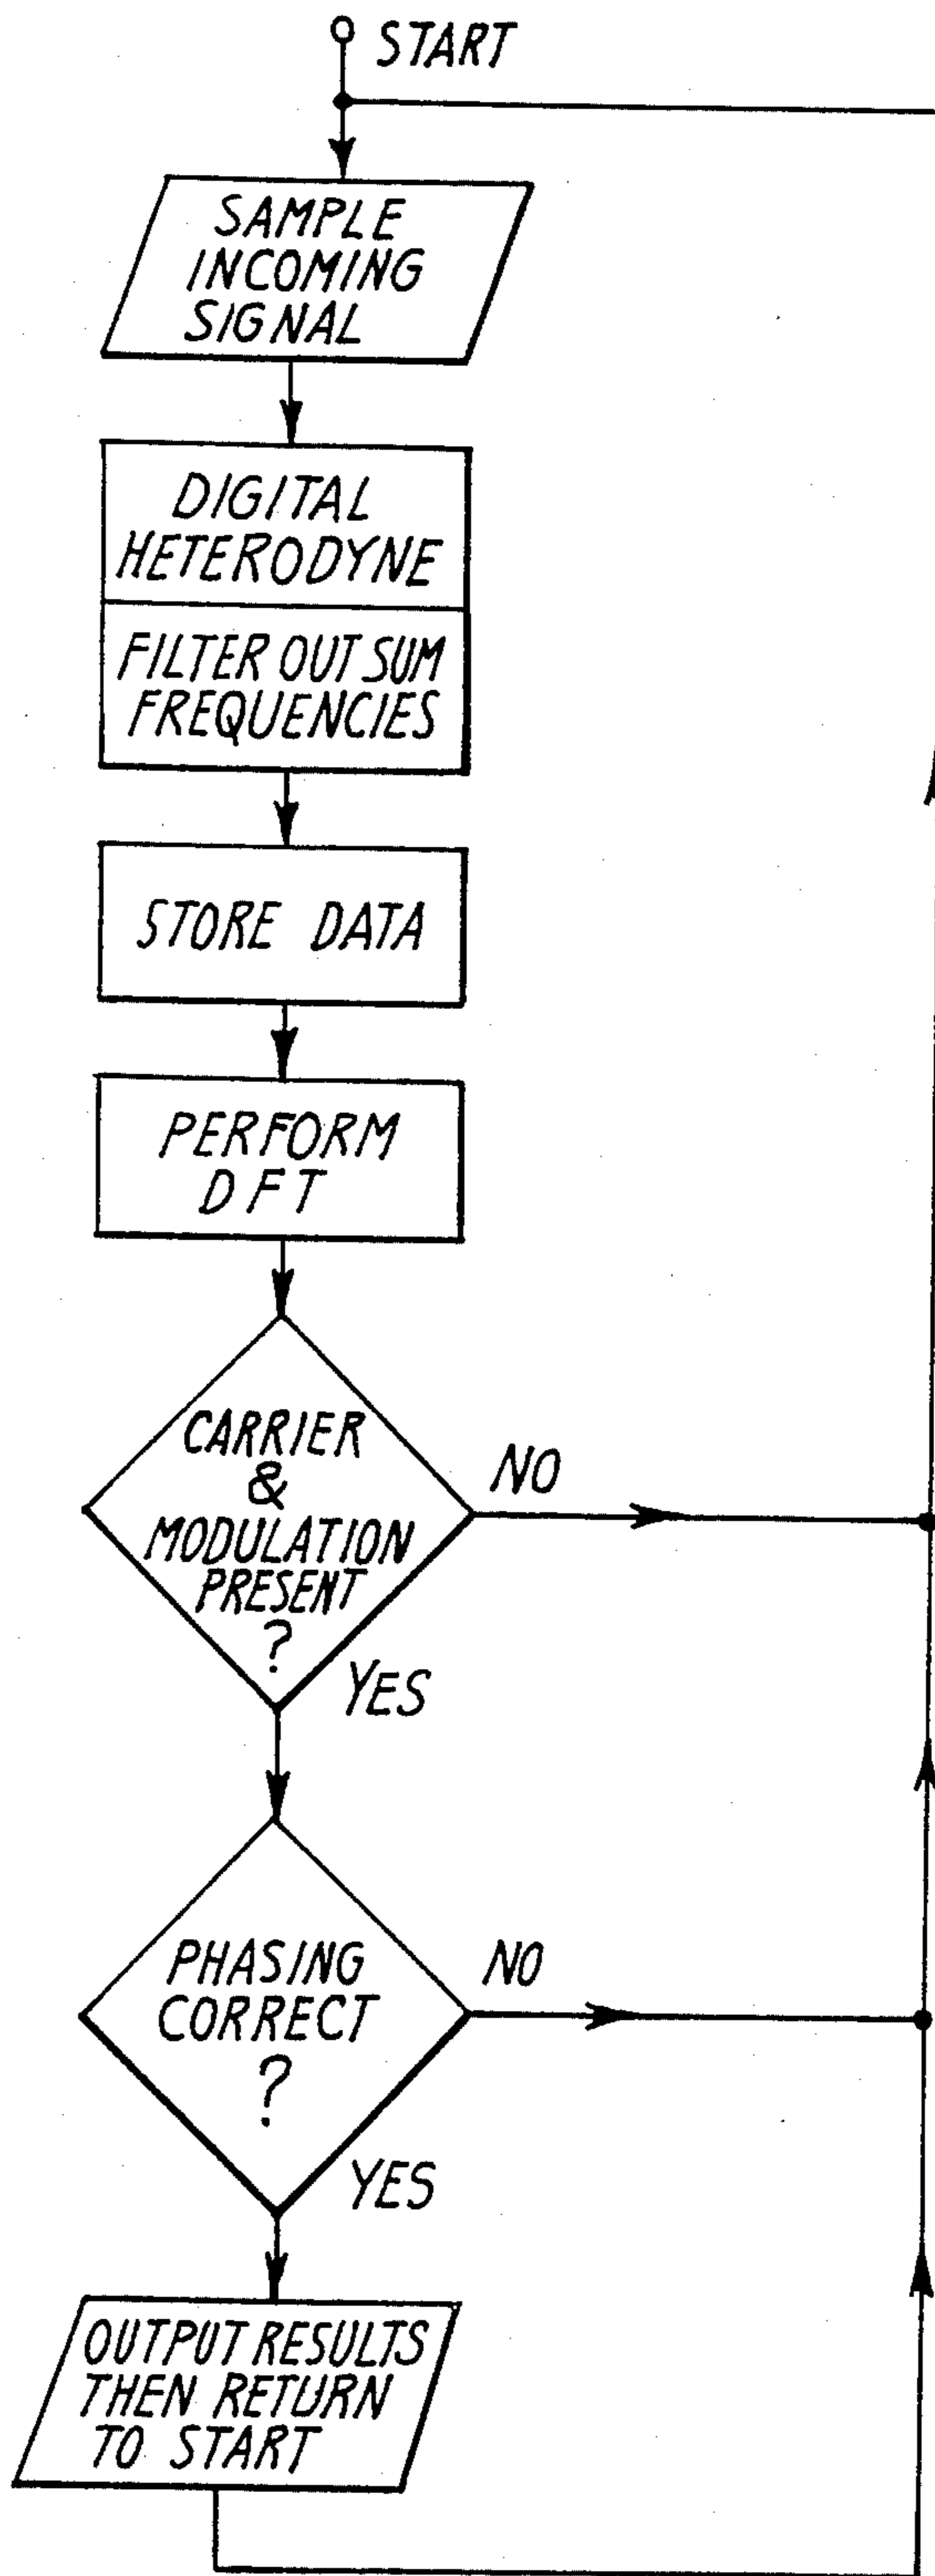 START
SAMPLE
INCOMING
SIGNAL
DIGITAL
HETERODYNE
FILTER OUT SUM
FREQUENCIES
STORE DATA
PERFORM
DFT
CARRIER
&
MODULATION
PRESENT
?
NO
YES
PHASING
CORRECT
?
NO
YES
OUTPUT RESULTS
THEN RETURN
TO START